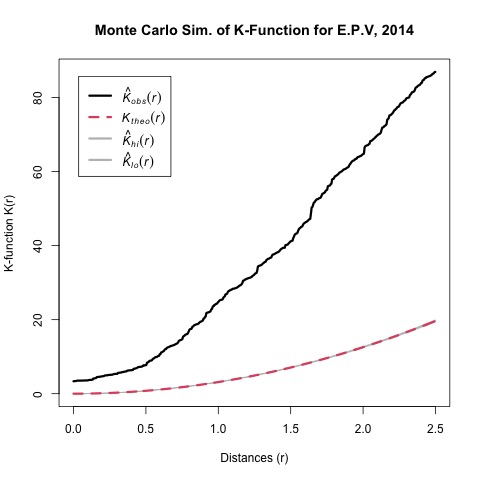 Monte Carlo Sim. of K-Function for E.P.V, 2014
K̂obs(r)
Ktheo(r)
K̂hi(r)
K̂lo(r)
K-function K(r)
80
60
40
20
0
0.0 0.5 1.0 1.5 2.0 2.5
Distances (r)